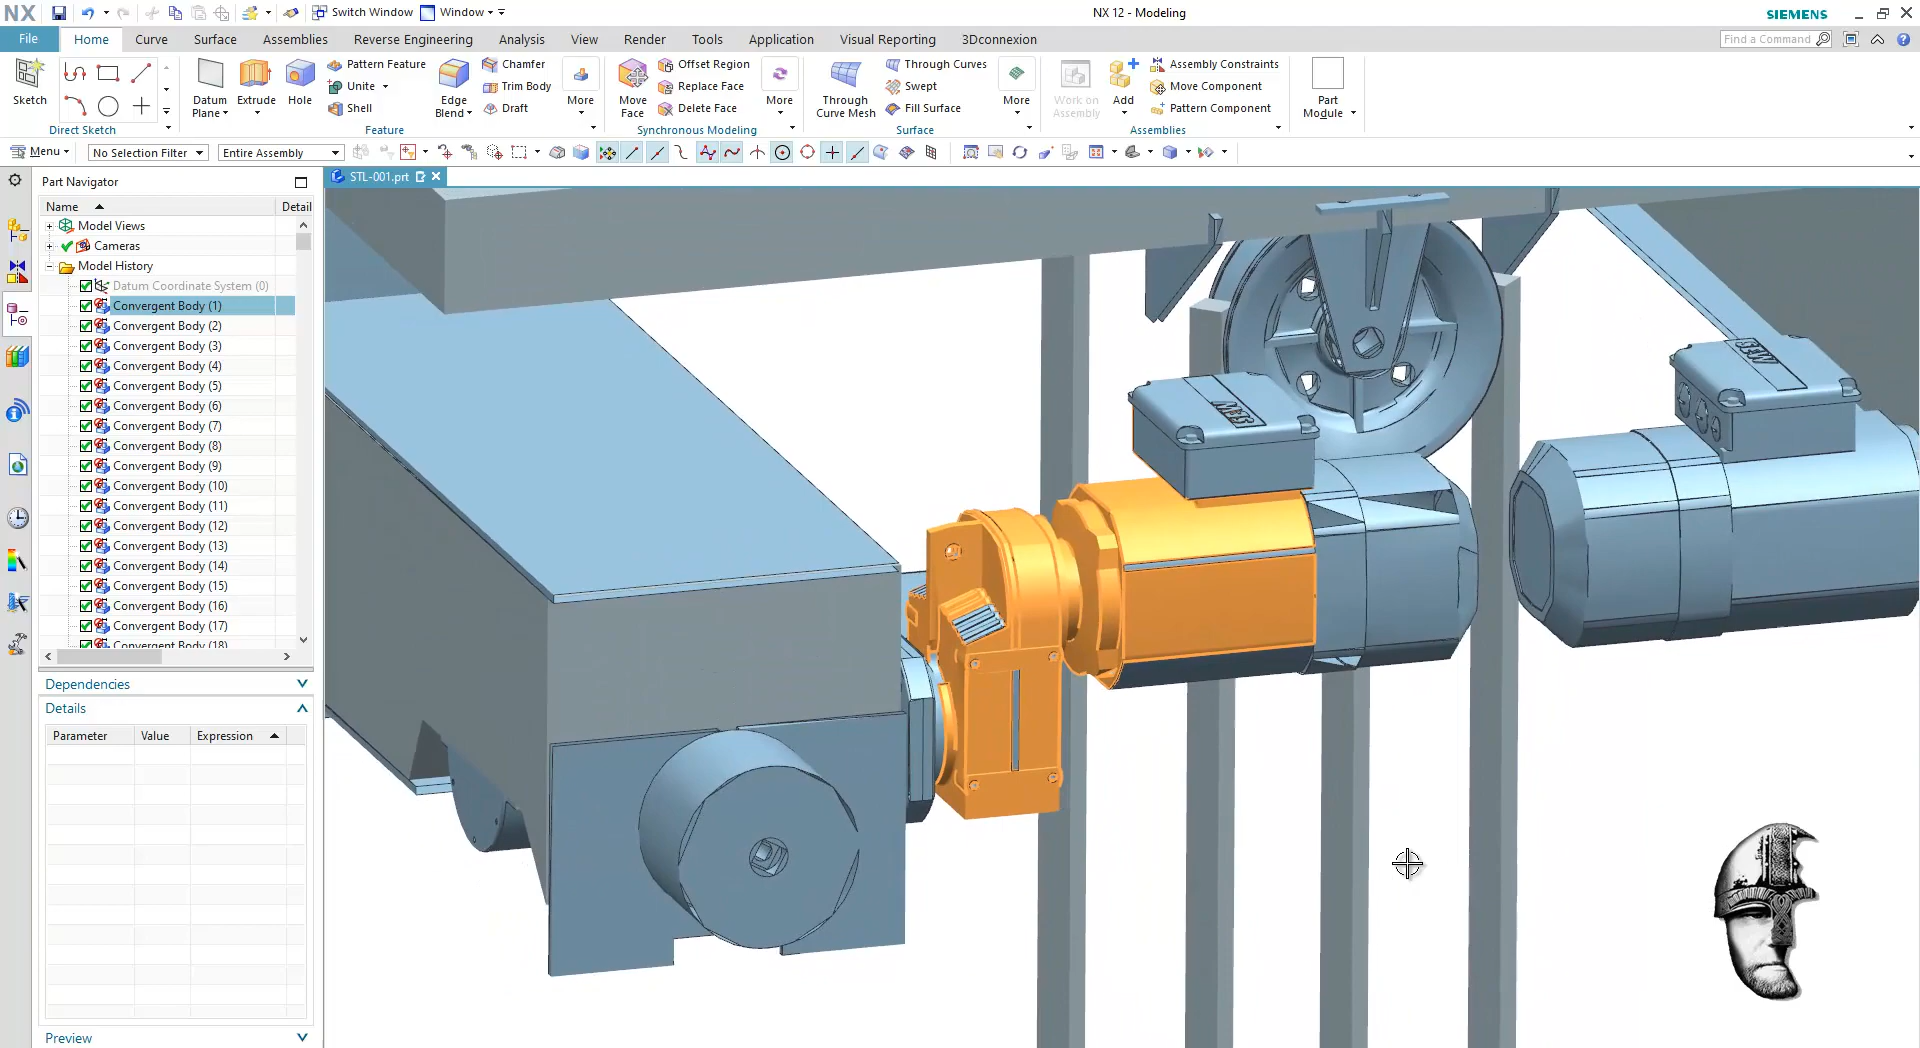 NX
Switch Window
Window
NX 12 - Modeling
SIEMENS
File
Home
Curve
Surface
Assemblies
Reverse Engineering
Analysis
View
Render
Tools
Application
Visual Reporting
3Dconnexion
Find a Command
Sketch
Direct Sketch
Datum Plane
Extrude
Hole
Pattern Feature
Unite
Shell
Edge Blend
Chamfer
Trim Body
Draft
More
Feature
Move Face
Offset Region
Replace Face
Delete Face
More
Synchronous Modeling
Through Curve Mesh
Through Curves
Swept
Fill Surface
More
Surface
Work on Assembly
Add
Assembly Constraints
Move Component
Pattern Component
Assemblies
Part Module
Menu
No Selection Filter
Entire Assembly
Part Navigator
STL-001.prt
Name
Detail
Model Views
Cameras
Model History
Datum Coordinate System (0)
Convergent Body (1)
Convergent Body (2)
Convergent Body (3)
Convergent Body (4)
Convergent Body (5)
Convergent Body (6)
Convergent Body (7)
Convergent Body (8)
Convergent Body (9)
Convergent Body (10)
Convergent Body (11)
Convergent Body (12)
Convergent Body (13)
Convergent Body (14)
Convergent Body (15)
Convergent Body (16)
Convergent Body (17)
Convergent Body (18)
Dependencies
Details
Parameter
Value
Expression
Preview
SEW
SEW